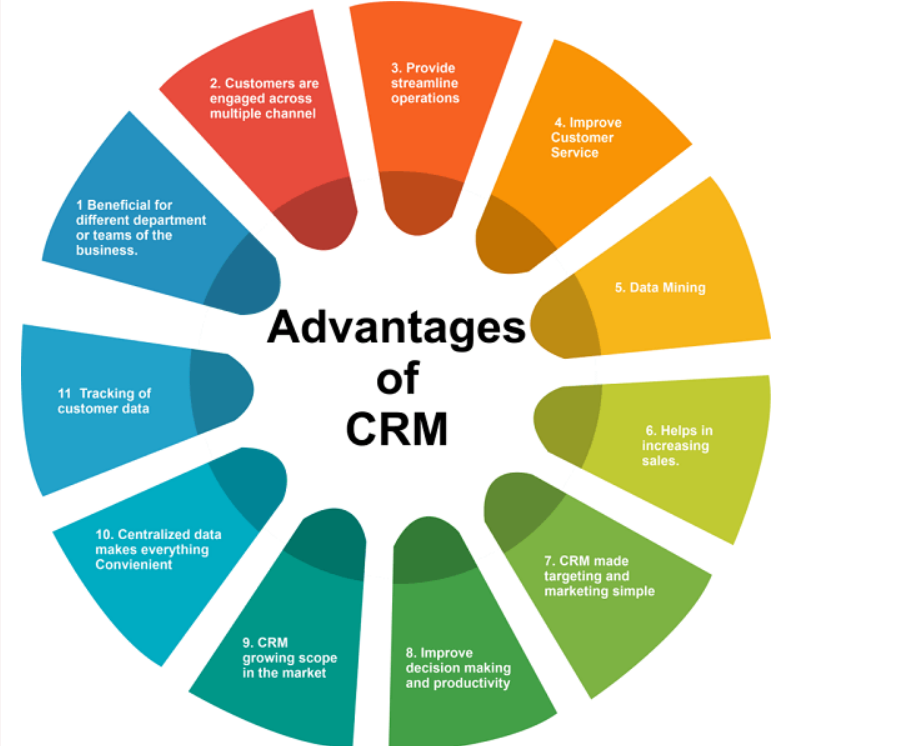 Advantages
of
CRM
1 Beneficial for
different department
or teams of the
business.
2. Customers are
engaged across
multiple channel
3. Provide
streamline
operations
4. Improve
Customer
Service
5. Data Mining
6. Helps in
increasing
sales.
7. CRM made
targeting and
marketing simple
8. Improve
decision making
and productivity
9. CRM
growing scope
in the market
10. Centralized data
makes everything
Convienient
11 Tracking of
customer data